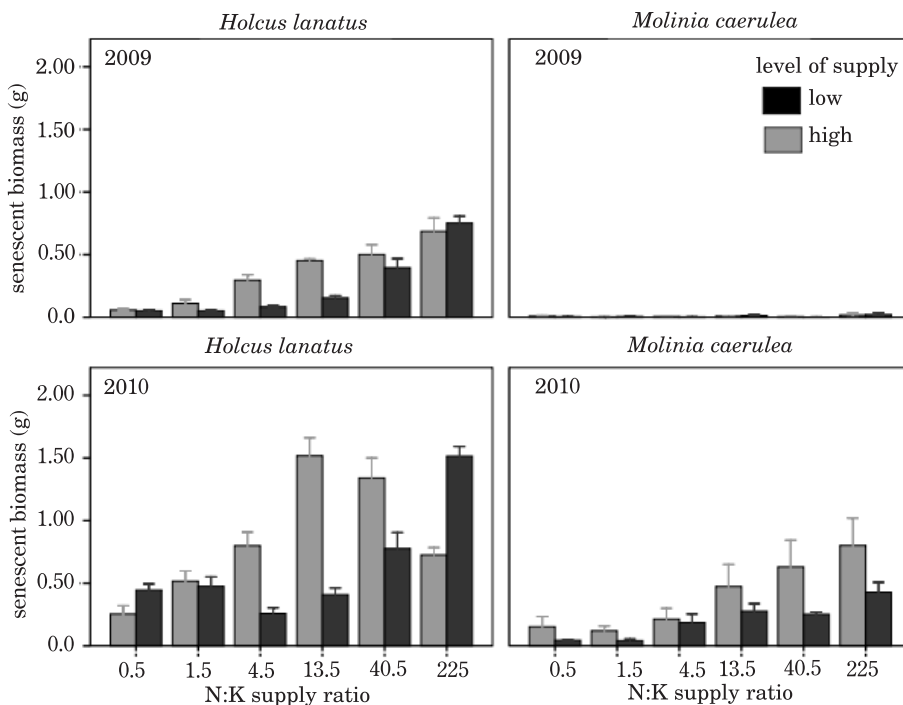 Holcus lanatus
Molinia caerulea
2009
2009
level of supply
low
high
senescent biomass (g)
2.00
1.50
1.00
0.50
0.0
Holcus lanatus
Molinia caerulea
2010
2010
senescent biomass (g)
2.00
1.50
1.00
0.50
0.0
0.5 1.5 4.5 13.5 40.5 225
0.5 1.5 4.5 13.5 40.5 225
N:K supply ratio
N:K supply ratio